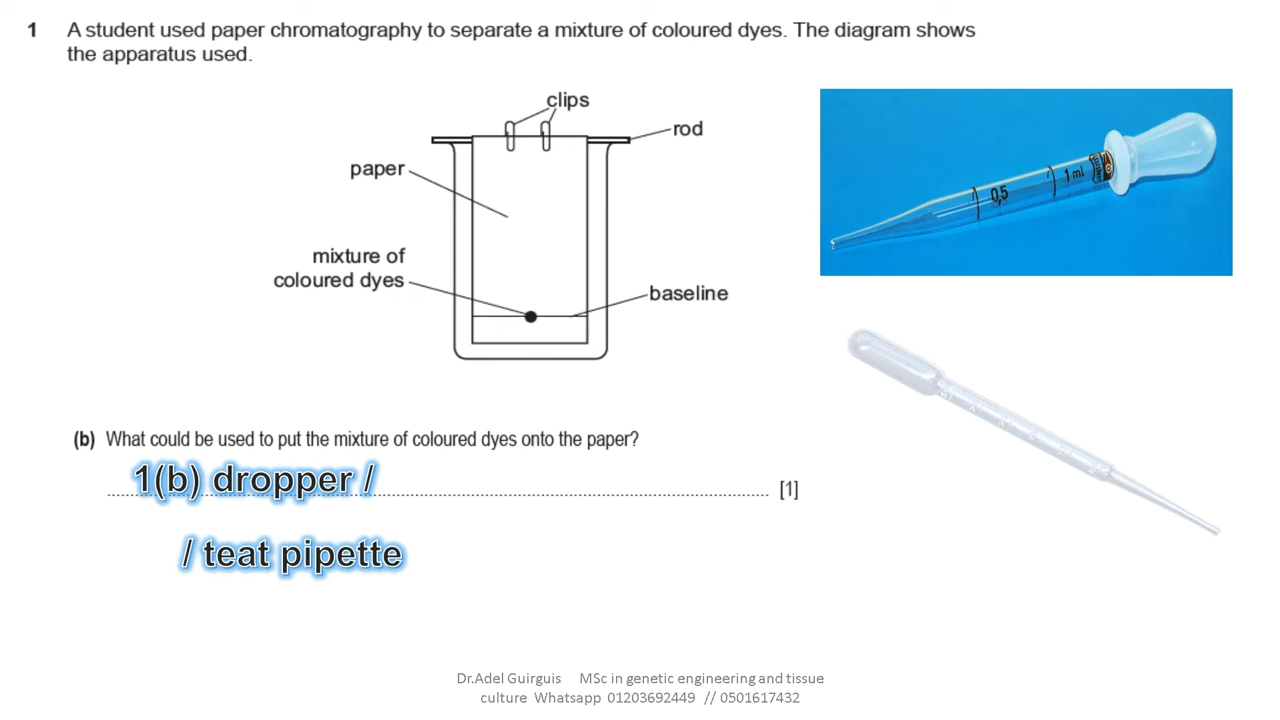 1 A student used paper chromatography to separate a mixture of coloured dyes. The diagram shows
the apparatus used.
clips
rod
paper
mixture of
coloured dyes
baseline
0,5
1 ml
(b) What could be used to put the mixture of coloured dyes onto the paper?
1(b) dropper /
[1]
/ teat pipette
Dr.Adel Guirguis MSc in genetic engineering and tissue
culture Whatsapp 01203692449 // 0501617432